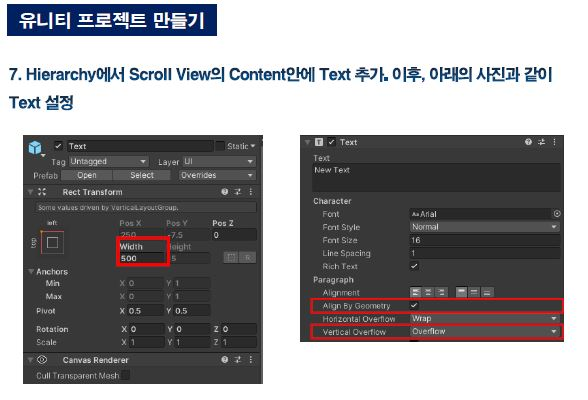 유니티 프로젝트 만들기
7. Hierarchy에서 Scroll View의 Content안에 Text 추가. 이후, 아래의 사진과 같이
Text 설정
Text
Static
Tag Untagged Layer UI
Prefab Open Select Overrides
Rect Transform
Some values driven by VerticalLayoutGroup.
left Pos X Pos Y Pos Z
250 -7.5 0
top
Width Height
500
R
Anchors
Min X 0 Y 1
Max X 0 Y 1
Pivot X 0.5 Y 0.5
Rotation X 0 Y 0 Z 0
Scale X 1 Y 1 Z 1
Canvas Renderer
Cull Transparent Mesh
T Text
Text
New Text
Character
Font Aa Arial
Font Style Normal
Font Size 16
Line Spacing 1
Rich Text
Paragraph
Alignment
Align By Geometry
Horizontal Overflow Wrap
Vertical Overflow Overflow